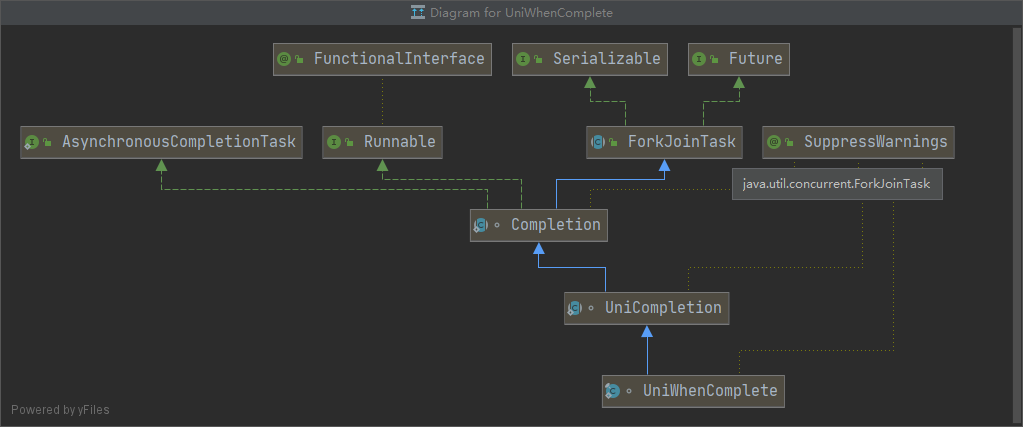 Diagram for UniWhenComplete
FunctionalInterface
Serializable
Future
AsynchronousCompletionTask
Runnable
ForkJoinTask
SuppressWarnings
java.util.concurrent.ForkJoinTask
Completion
UniCompletion
UniWhenComplete
Powered by yFiles